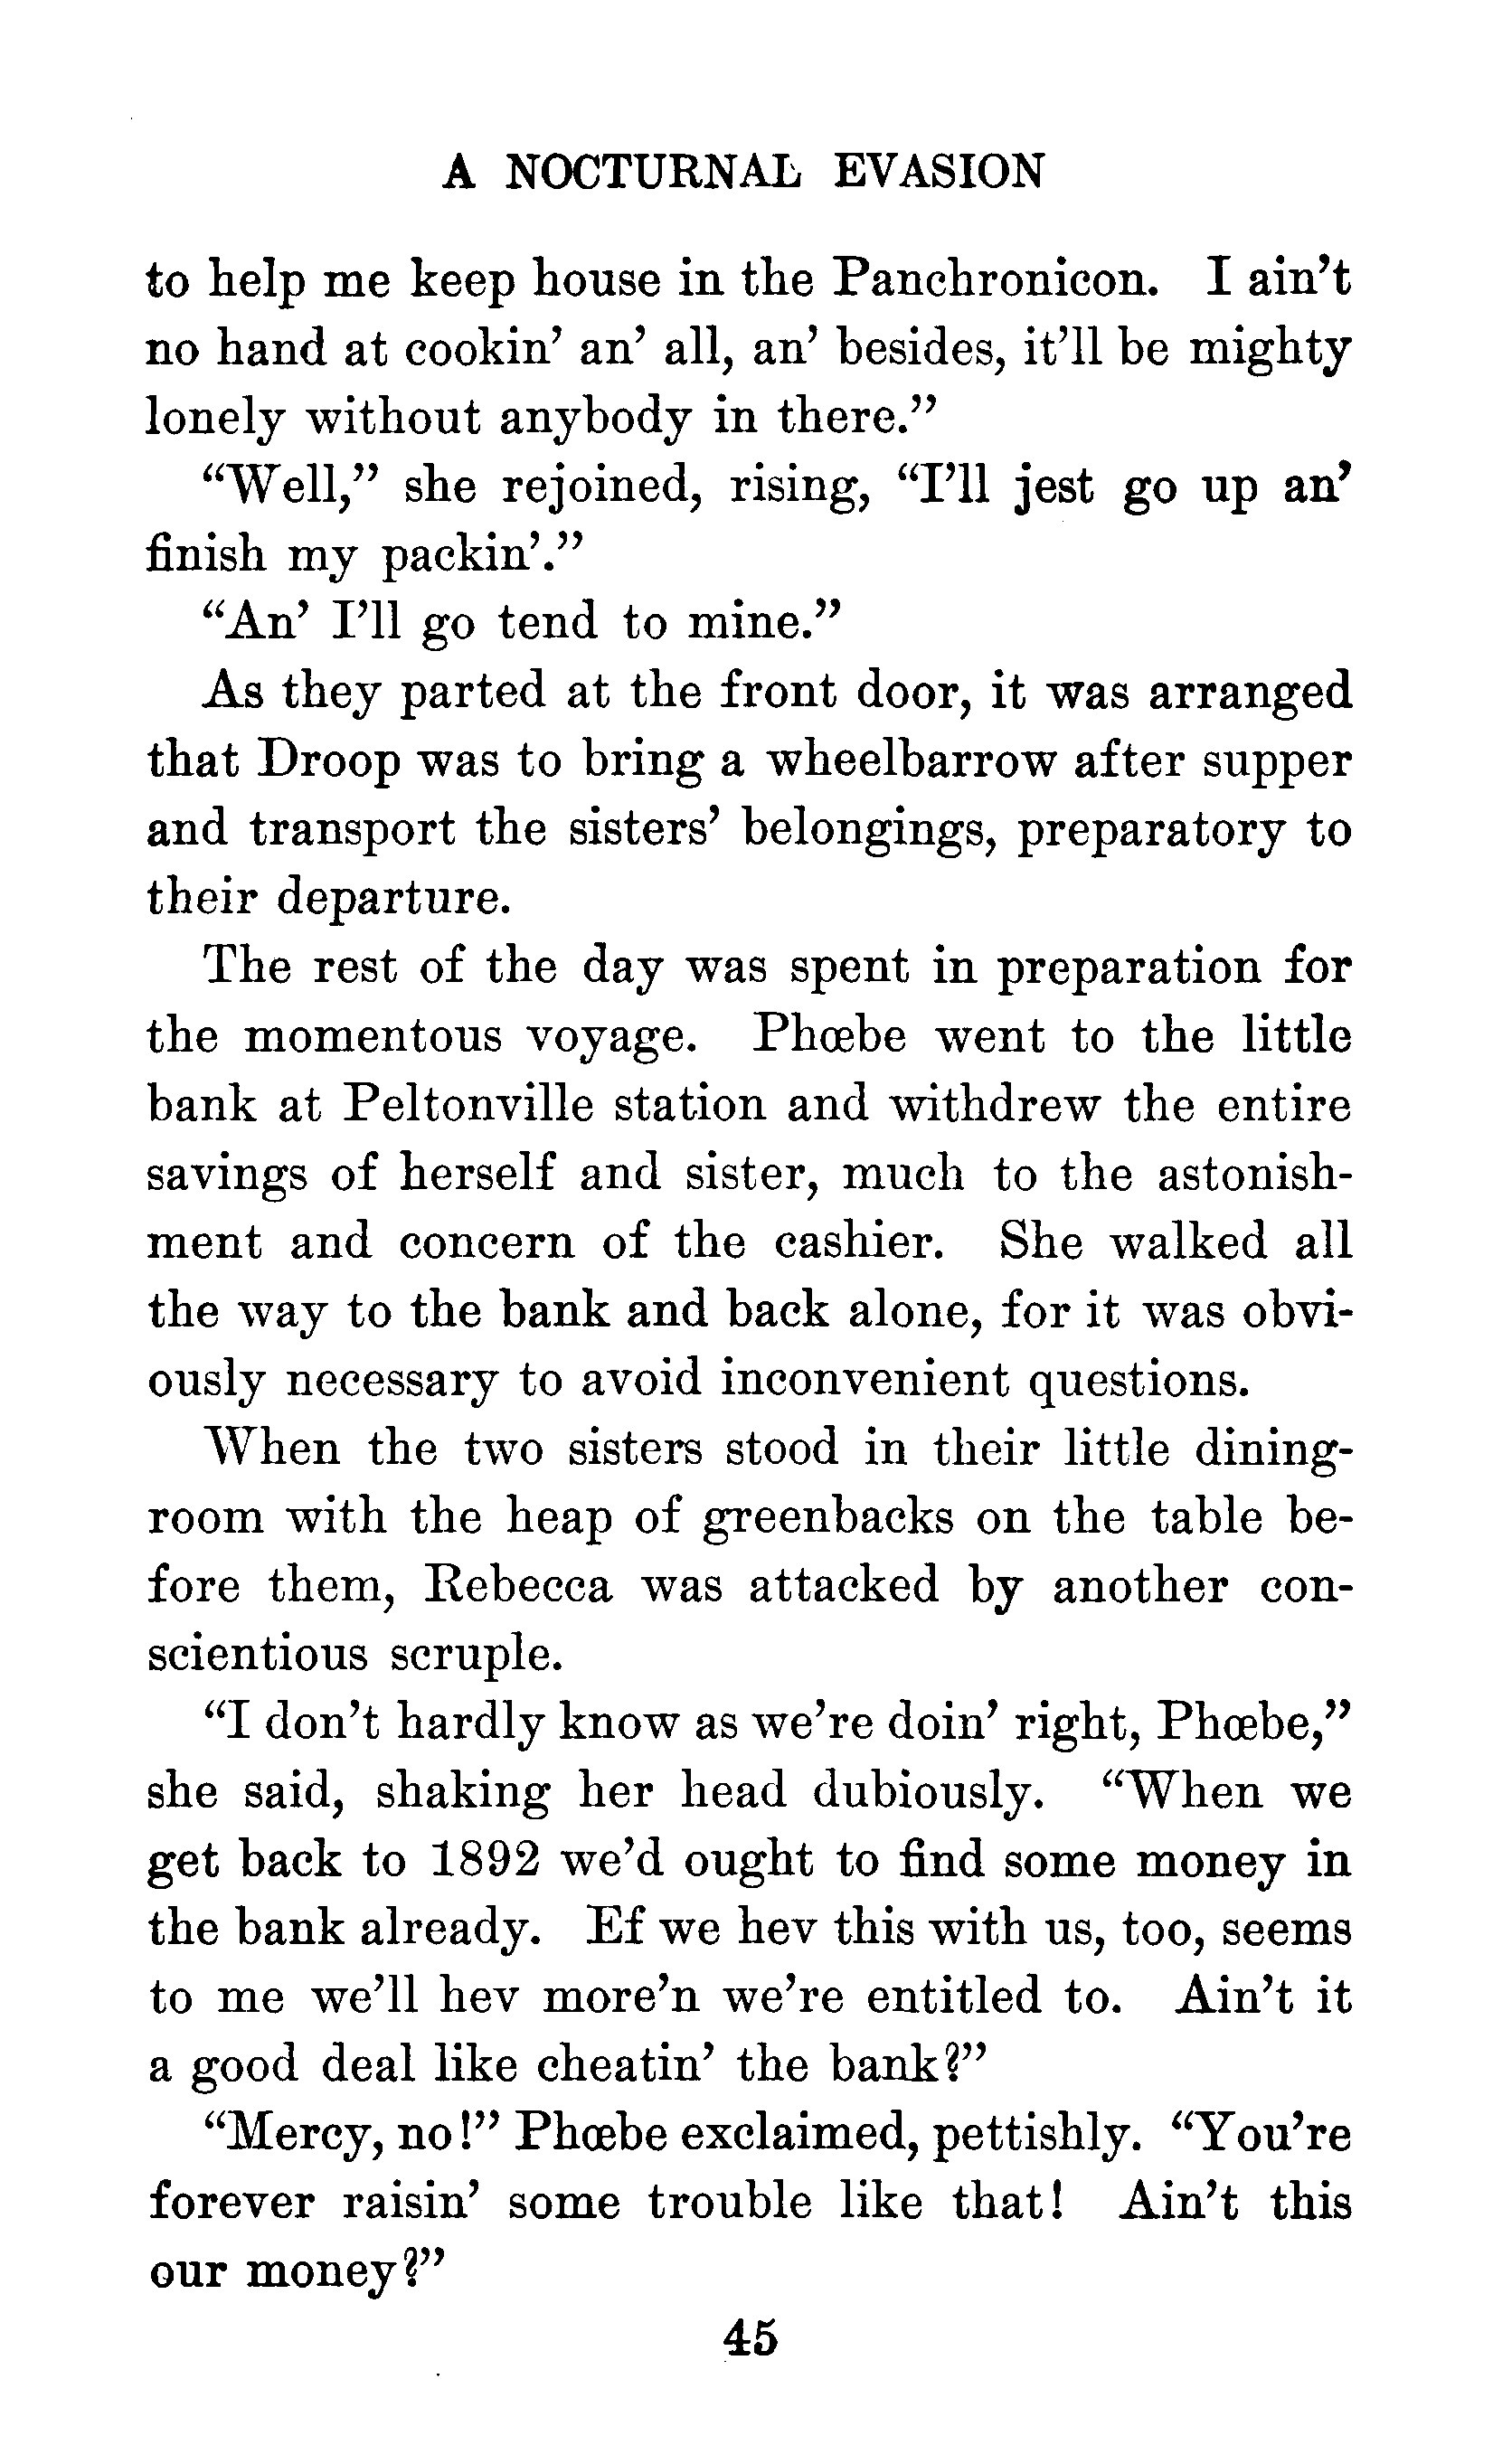 A NOCTURNAL EVASION
to help me keep house in the Panchronicon. I ain’t
no hand at cookin’ an’ all, an’ besides, it’ll be mighty
lonely without anybody in there.”
“Well,” she rejoined, rising, “I’ll jest go up an’
finish my packin’.”
“An’ I’ll go tend to mine.”
As they parted at the front door, it was arranged
that Droop was to bring a wheelbarrow after supper
and transport the sisters’ belongings, preparatory to
their departure.
The rest of the day was spent in preparation for
the momentous voyage. Phœbe went to the little
bank at Peltonville station and withdrew the entire
savings of herself and sister, much to the astonish-
ment and concern of the cashier. She walked all
the way to the bank and back alone, for it was obvi-
ously necessary to avoid inconvenient questions.
When the two sisters stood in their little dining-
room with the heap of greenbacks on the table be-
fore them, Rebecca was attacked by another con-
scientious scruple.
“I don’t hardly know as we’re doin’ right, Phœbe,”
she said, shaking her head dubiously. “When we
get back to 1892 we’d ought to find some money in
the bank already. Ef we hev this with us, too, seems
to me we’ll hev more’n we’re entitled to. Ain’t it
a good deal like cheatin’ the bank?”
“Mercy, no!” Phœbe exclaimed, pettishly. “You’re
forever raisin’ some trouble like that! Ain’t this
our money?”
45